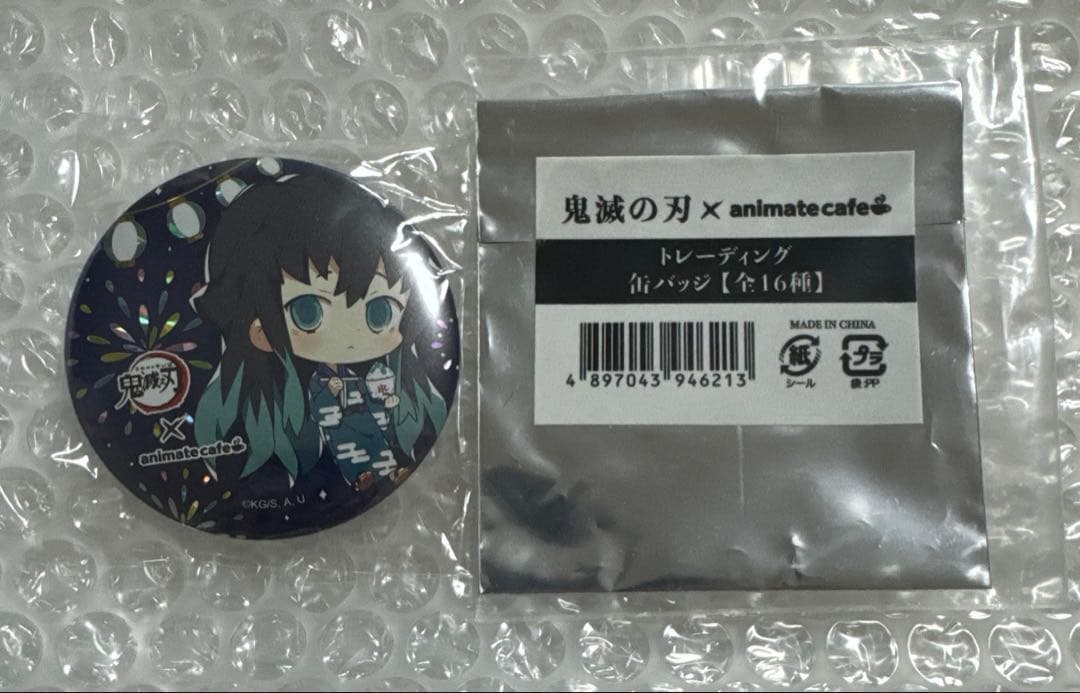 鬼滅の刃
×
animate cafe
©KG/S, A, U
氷
鬼滅の刃 × animate cafe
トレーディング
缶バッジ【全16種】
MADE IN CHINA
紙
シール
プラ
袋:PP
4 897043 946213